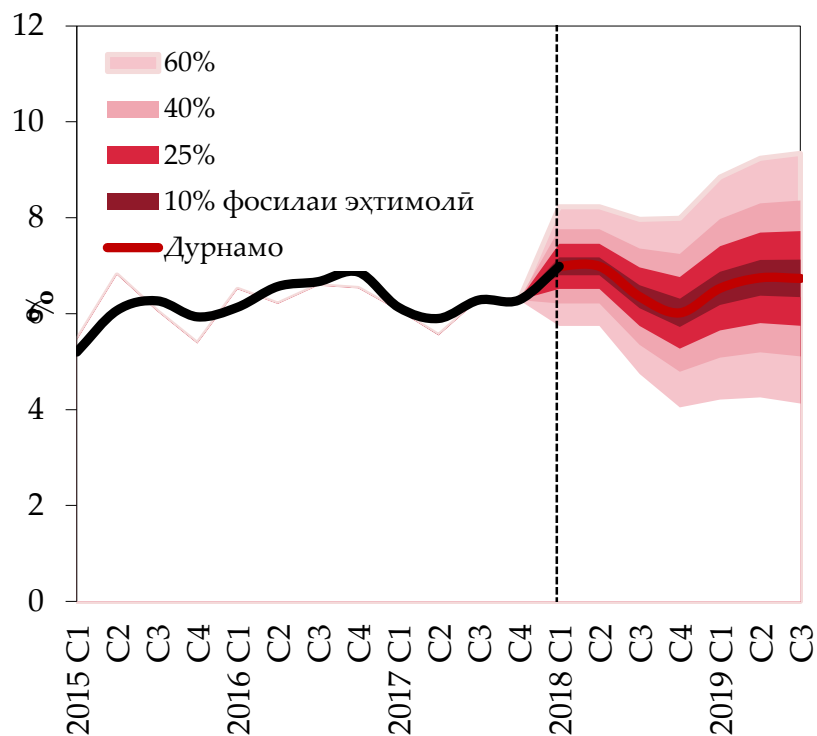 12
10
8
6
4
2
0
%
60%
40%
25%
10% фосилаи эҳтимолӣ
Дурнамо
2015 С1
С2
С3
С4
2016 С1
С2
С3
С4
2017 С1
С2
С3
С4
2018 С1
С2
С3
С4
2019 С1
С2
С3